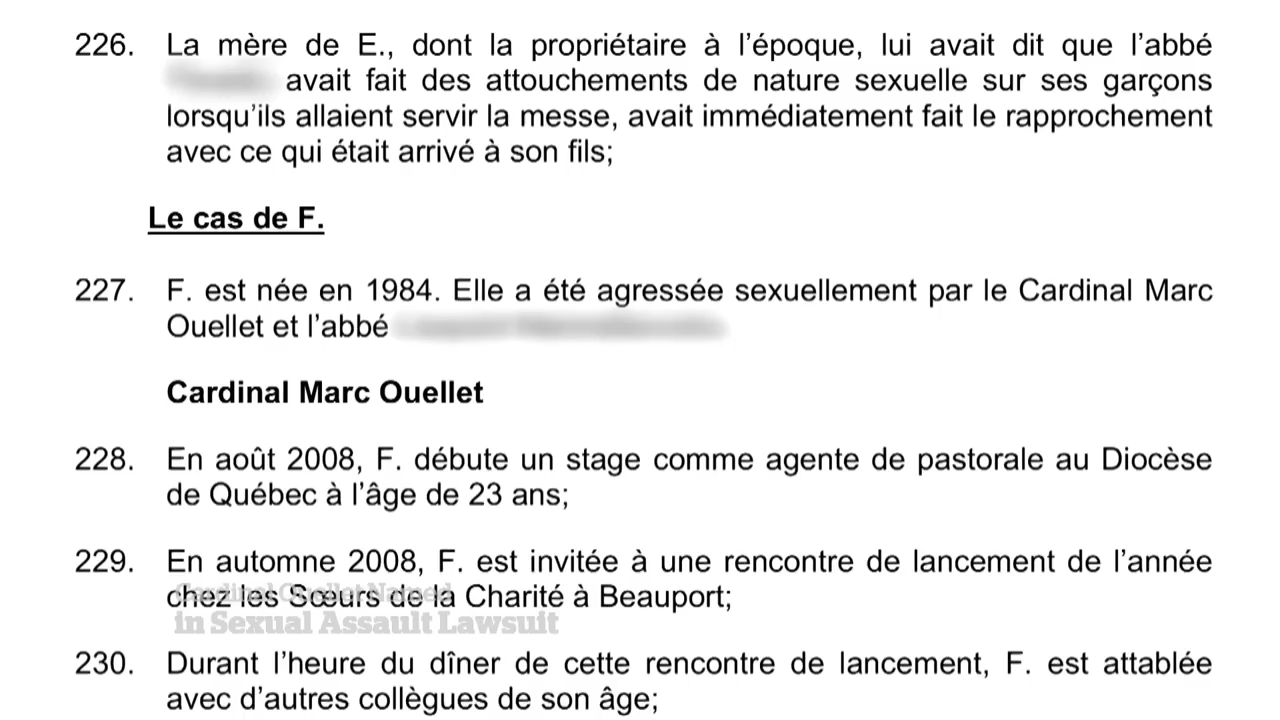 226. La mère de E., dont la propriétaire à l’époque, lui avait dit que l’abbé
avait fait des attouchements de nature sexuelle sur ses garçons
lorsqu’ils allaient servir la messe, avait immédiatement fait le rapprochement
avec ce qui était arrivé à son fils;
Le cas de F.
227. F. est née en 1984. Elle a été agressée sexuellement par le Cardinal Marc
Ouellet et l’abbé
Cardinal Marc Ouellet
228. En août 2008, F. débute un stage comme agente de pastorale au Diocèse
de Québec à l’âge de 23 ans;
229. En automne 2008, F. est invitée à une rencontre de lancement de l’année
chez les Sœurs de la Charité à Beauport;
Cardinal Ouellet Named
in Sexual Assault Lawsuit
230. Durant l’heure du dîner de cette rencontre de lancement, F. est attablée
avec d’autres collègues de son âge;